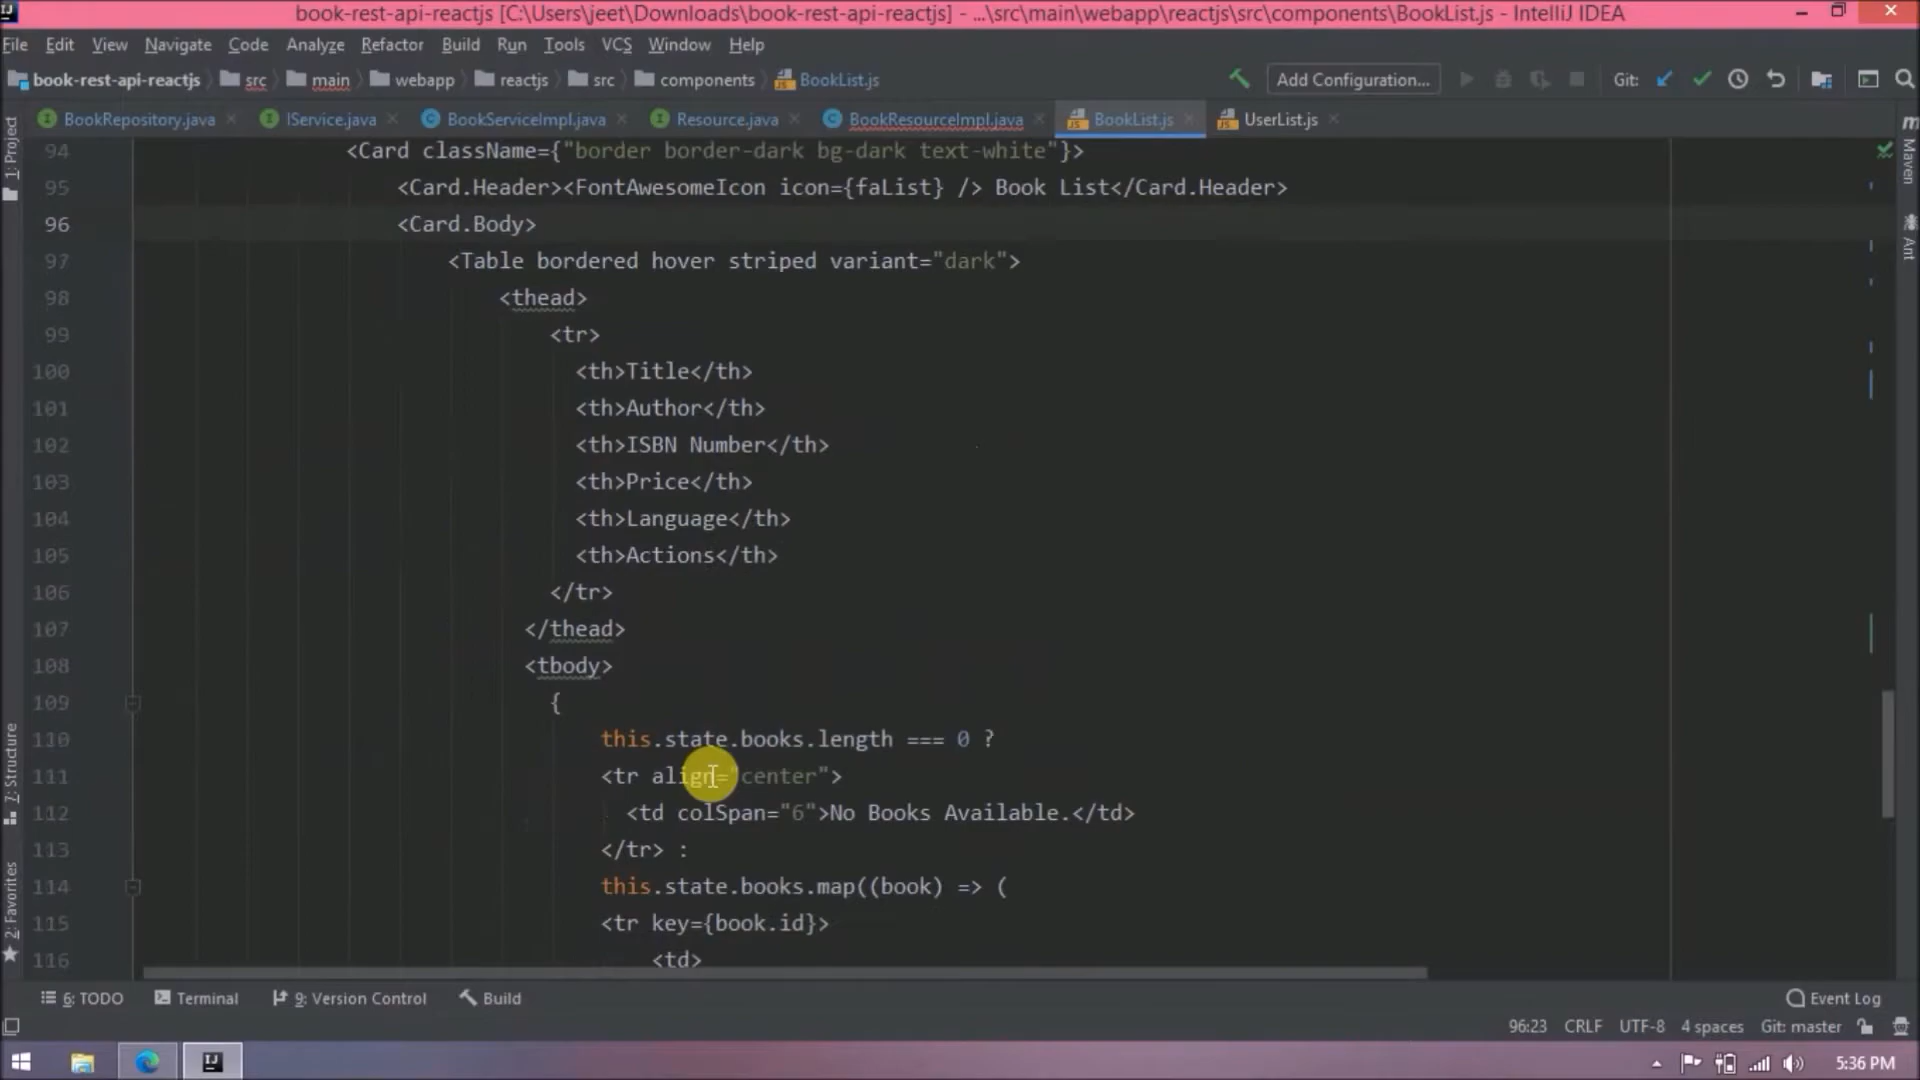 book-rest-api-reactjs [C:\Users\jeet\Downloads\book-rest-api-reactjs] - ...\src\main\webapp\reactjs\src\components\BookList.js - IntelliJ IDEA
File Edit View Navigate Code Analyze Refactor Build Run Tools VCS Window Help
book-rest-api-reactjs src main webapp reactjs src components BookList.js Add Configuration... Git:
BookRepository.java IService.java BookServiceImpl.java Resource.java BookResourceImpl.java BookList.js UserList.js
1: Project
Maven
Ant
94 <Card className={"border border-dark bg-dark text-white"}>
95 <Card.Header><FontAwesomeIcon icon={faList} /> Book List</Card.Header>
96 <Card.Body>
97 <Table bordered hover striped variant="dark">
98 <thead>
99 <tr>
100 <th>Title</th>
101 <th>Author</th>
102 <th>ISBN Number</th>
103 <th>Price</th>
104 <th>Language</th>
105 <th>Actions</th>
106 </tr>
107 </thead>
108 <tbody>
109 {
110 this.state.books.length === 0 ?
111 <tr align="center">
112 <td colSpan="6">No Books Available.</td>
113 </tr> :
114 this.state.books.map((book) => (
115 <tr key={book.id}>
116 <td>
7: Structure
2: Favorites
6: TODO Terminal 9: Version Control Build Event Log
96:23 CRLF UTF-8 4 spaces Git: master
5:36 PM